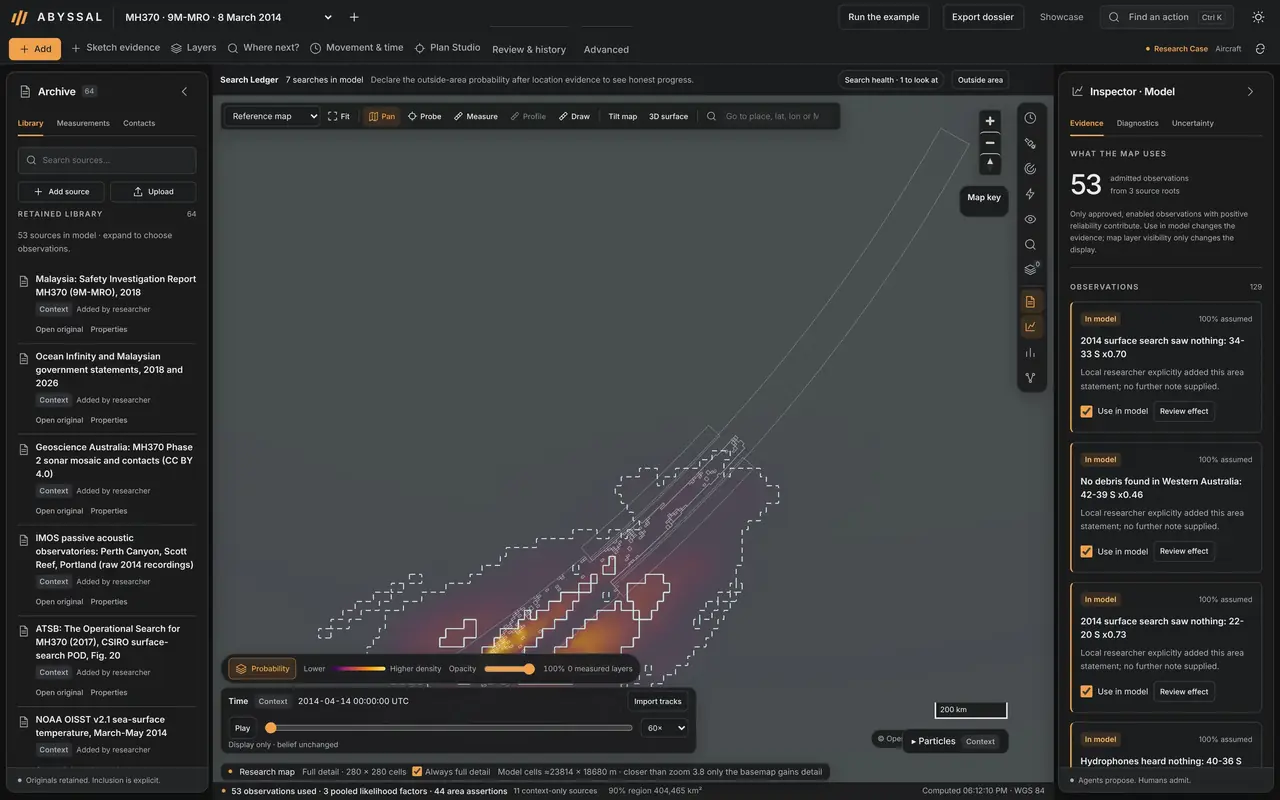 ABYSSAL
MH370 · 9M-MRO · 8 March 2014
Run the example
Export dossier
Showcase
Find an action Ctrl K
Add
Sketch evidence
Layers
Where next?
Movement & time
Plan Studio
Review & history
Advanced
Research Case Aircraft
Archive 64
Library Measurements Contacts
Search sources...
Add source
Upload
RETAINED LIBRARY 64
53 sources in model · expand to choose
observations.
Malaysia: Safety Investigation Report
MH370 (9M-MRO), 2018
Context Added by researcher
Open original Properties
Ocean Infinity and Malaysian
government statements, 2018 and
2026
Context Added by researcher
Open original Properties
Geoscience Australia: MH370 Phase
2 sonar mosaic and contacts (CC BY
4.0)
Context Added by researcher
Open original Properties
IMOS passive acoustic
observatories: Perth Canyon, Scott
Reef, Portland (raw 2014 recordings)
Context Added by researcher
Open original Properties
ATSB: The Operational Search for
MH370 (2017), CSIRO surface-
search POD, Fig. 20
Context Added by researcher
Open original Properties
NOAA OISST v2.1 sea-surface
temperature, March-May 2014
Originals retained. Inclusion is explicit.
Search Ledger 7 searches in model Declare the outside-area probability after location evidence to see honest progress.
Search health · 1 to look at
Outside area
Reference map
Fit
Pan
Probe
Measure
Profile
Draw
Tilt map
3D surface
Go to place, lat, lon or M
Map key
0
Probability Lower Higher density Opacity 100% 0 measured layers
Time Context 2014-04-14 00:00:00 UTC Import tracks
Play 60×
Display only · belief unchanged
200 km
© Ope
Particles Context
Research map Full detail · 280 × 280 cells Always full detail Model cells ≈23814 × 18680 m · closer than zoom 3.8 only the basemap gains detail
53 observations used · 3 pooled likelihood factors · 44 area assertions 11 context-only sources 90% region 404,465 km² Computed 06:12:10 PM · WGS 84
Inspector · Model
Evidence Diagnostics Uncertainty
WHAT THE MAP USES
53 admitted observations
from 3 source roots
Only approved, enabled observations with positive
reliability contribute. Use in model changes the
evidence; map layer visibility only changes the
display.
OBSERVATIONS 129
In model 100% assumed
2014 surface search saw nothing: 34-
33 S x0.70
Local researcher explicitly added this area
statement; no further note supplied.
Use in model Review effect
In model 100% assumed
No debris found in Western Australia:
42-39 S x0.46
Local researcher explicitly added this area
statement; no further note supplied.
Use in model Review effect
In model 100% assumed
2014 surface search saw nothing: 22-
20 S x0.73
Local researcher explicitly added this area
statement; no further note supplied.
Use in model Review effect
In model 100% assumed
Hydrophones heard nothing: 40-36 S
Agents propose. Humans admit.